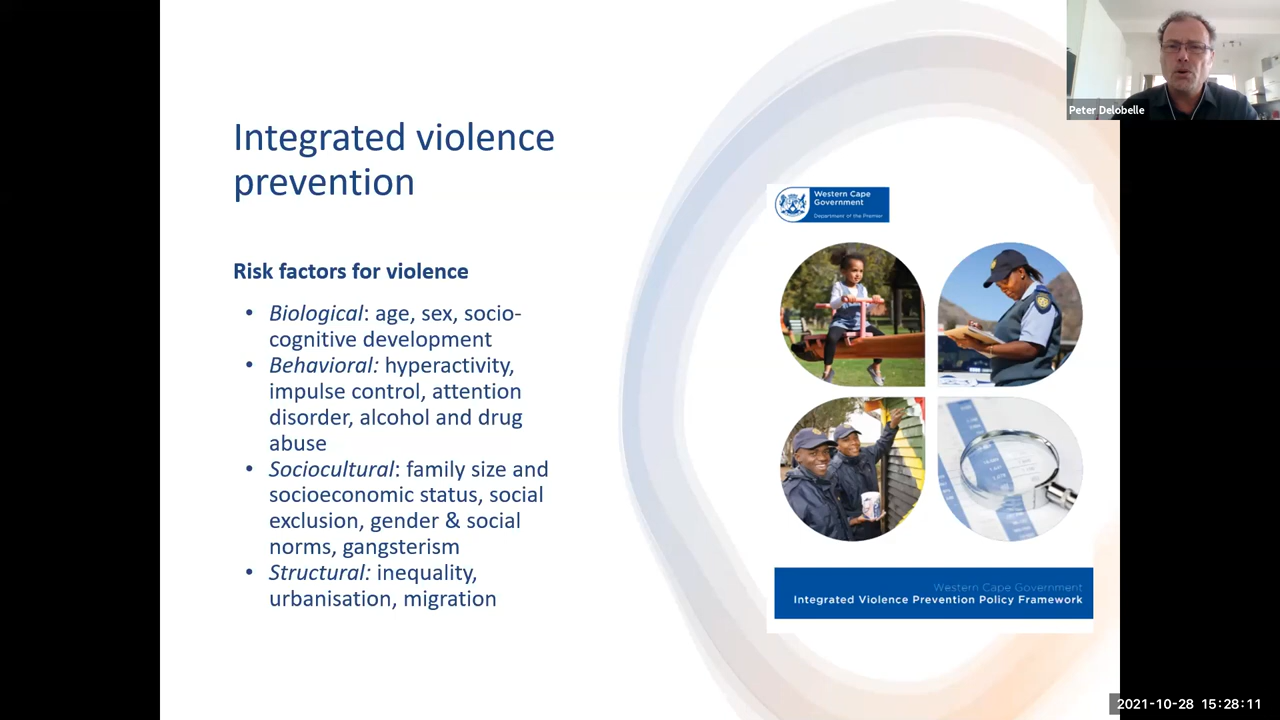 Peter Delobelle
Integrated violence
prevention
Risk factors for violence
• Biological: age, sex, socio-
cognitive development
• Behavioral: hyperactivity,
impulse control, attention
disorder, alcohol and drug
abuse
• Sociocultural: family size and
socioeconomic status, social
exclusion, gender & social
norms, gangsterism
• Structural: inequality,
urbanisation, migration
Western Cape
Government
Department of the Premier
Western Cape Government
Integrated Violence Prevention Policy Framework
2021-10-28 15:28:11